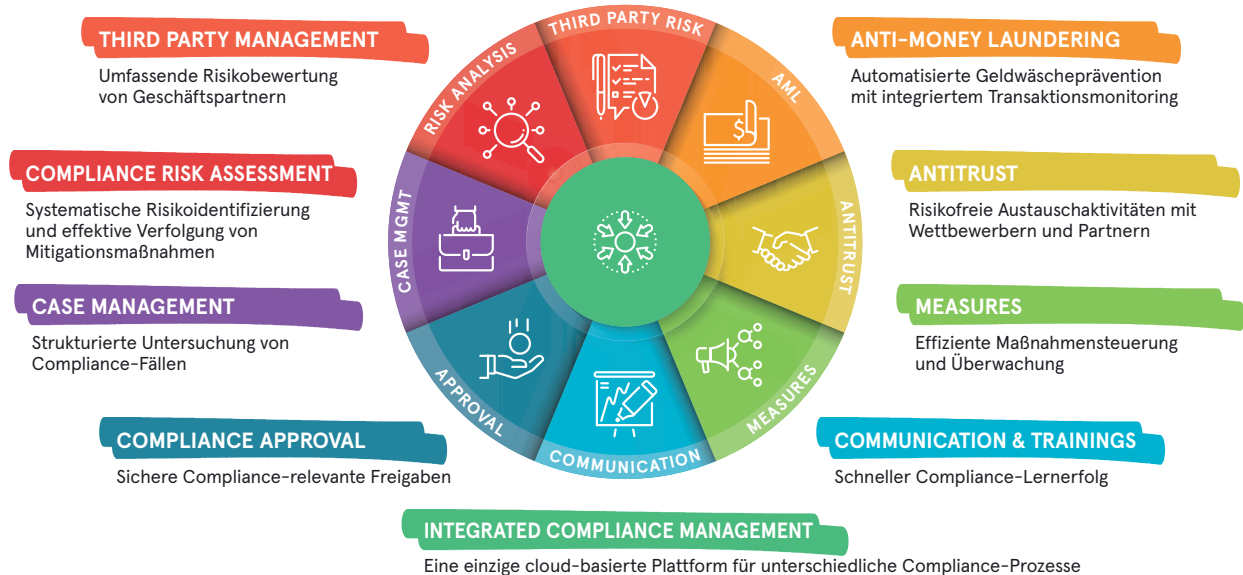 THIRD PARTY MANAGEMENT
Umfassende Risikobewertung
von Geschäftspartnern
COMPLIANCE RISK ASSESSMENT
Systematische Risikoidentifizierung
und effektive Verfolgung von
Mitigationsmaßnahmen
CASE MANAGEMENT
Strukturierte Untersuchung von
Compliance-Fällen
COMPLIANCE APPROVAL
Sichere Compliance-relevante Freigaben
THIRD PARTY RISK
AML
ANTITRUST
MEASURES
COMMUNICATION
APPROVAL
CASE MGMT
RISK ANALYSIS
$
ANTI-MONEY LAUNDERING
Automatisierte Geldwäscheprävention
mit integriertem Transaktionsmonitoring
ANTITRUST
Risikofreie Austauschaktivitäten mit
Wettbewerbern und Partnern
MEASURES
Effiziente Maßnahmensteuerung
und Überwachung
COMMUNICATION & TRAININGS
Schneller Compliance-Lernerfolg
INTEGRATED COMPLIANCE MANAGEMENT
Eine einzige cloud-basierte Plattform für unterschiedliche Compliance-Prozesse